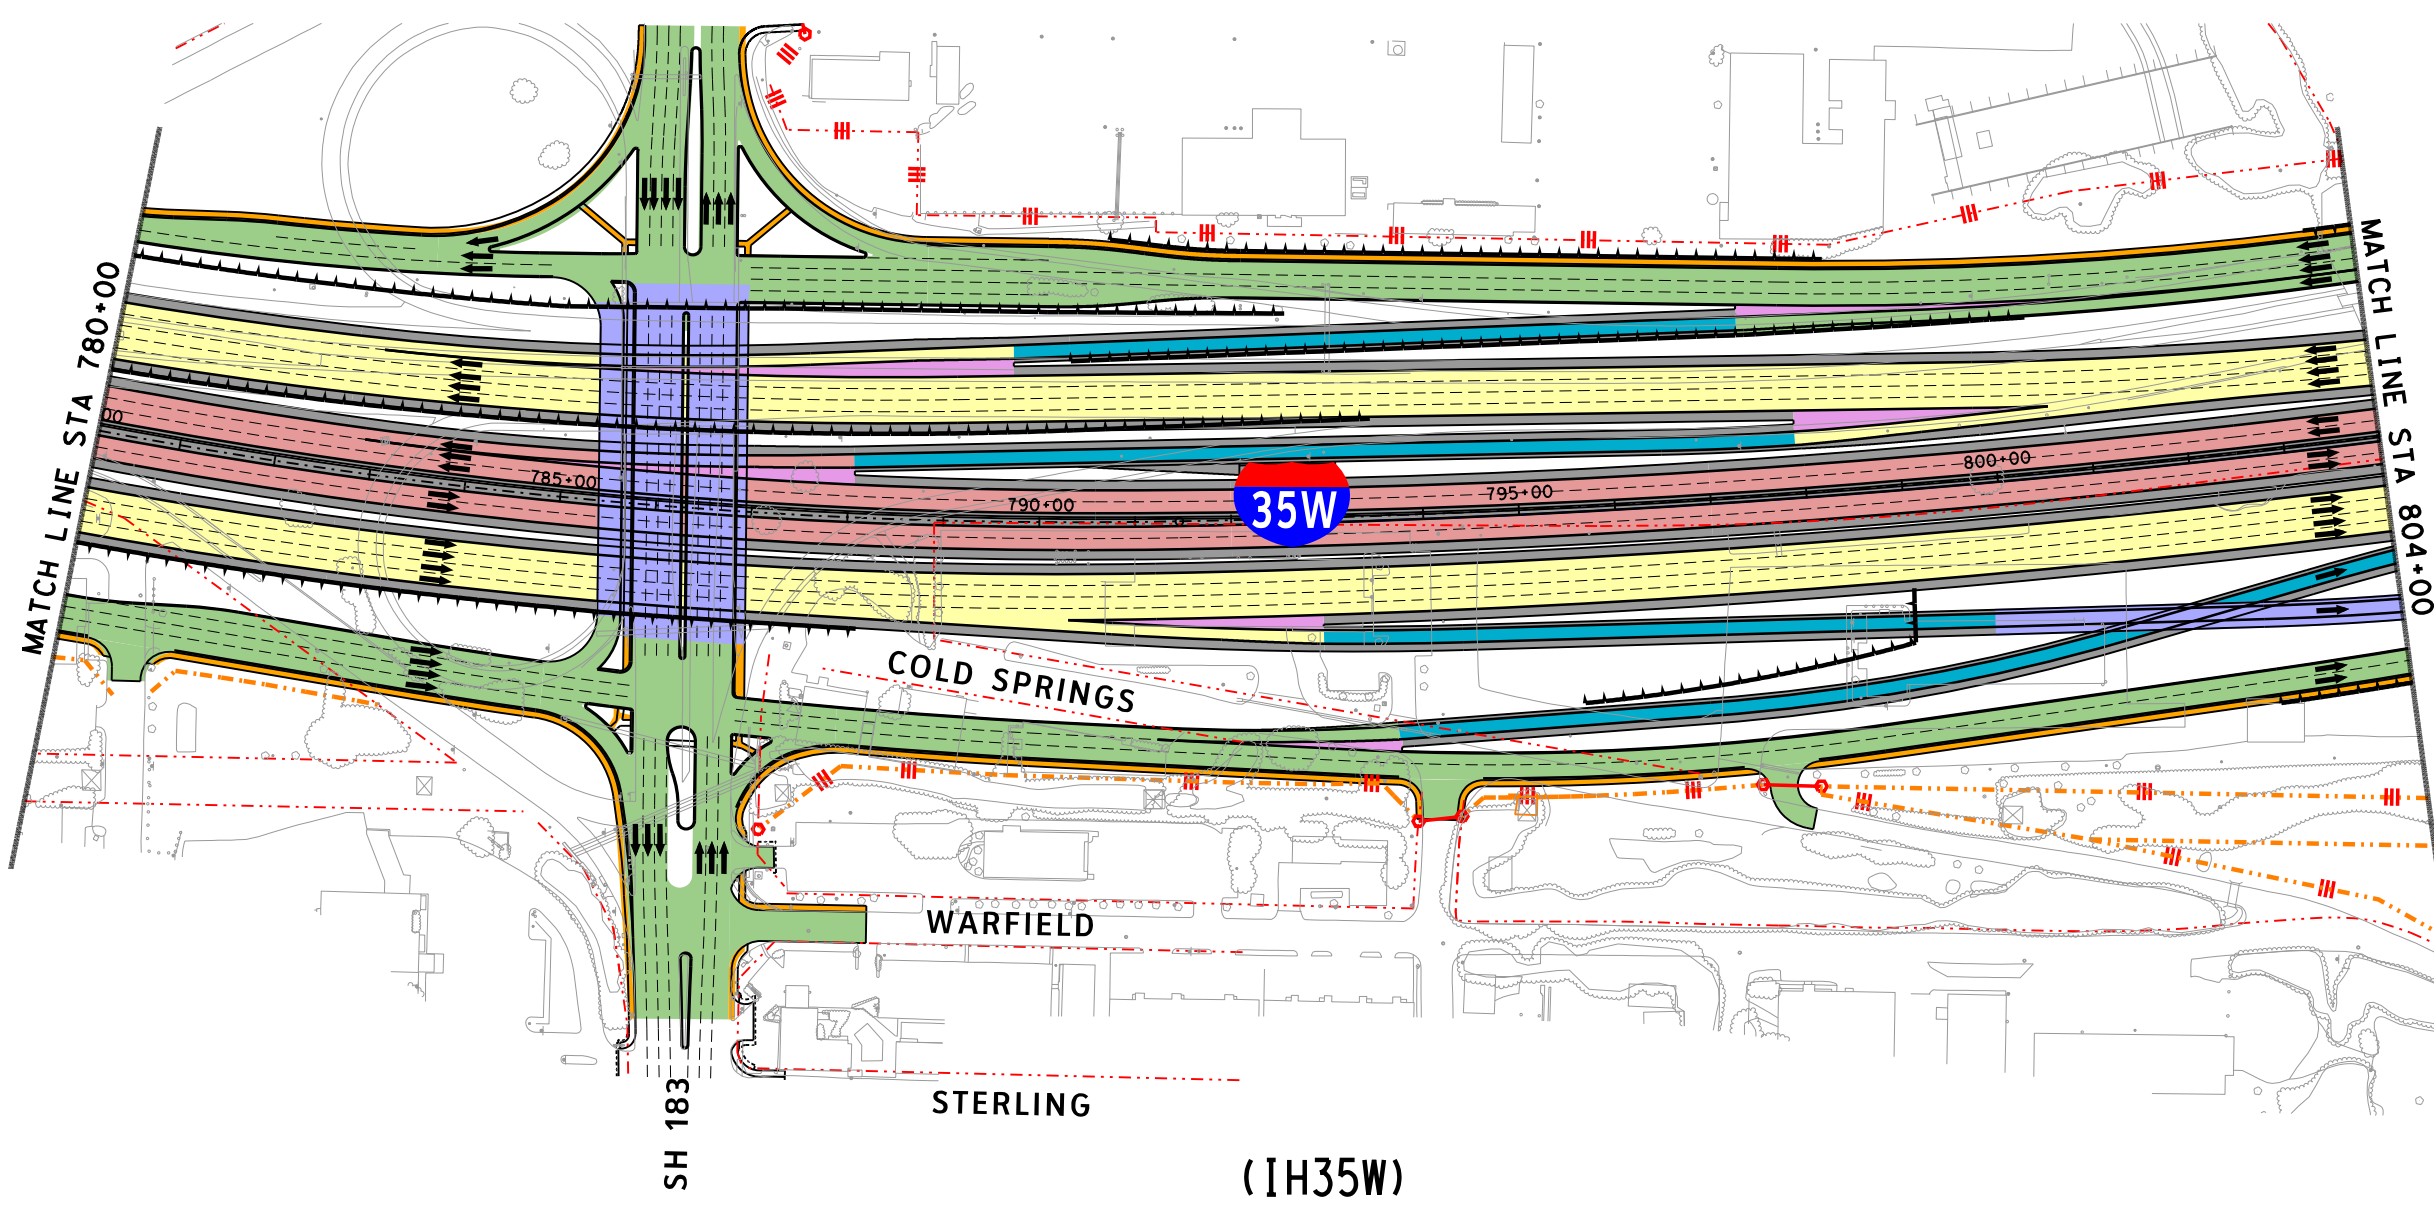 MATCH LINE STA 780+00
MATCH LINE STA 804+00
00
785+00
790+00
795+00
800+00
35W
COLD SPRINGS
WARFIELD
STERLING
SH 183
(IH35W)